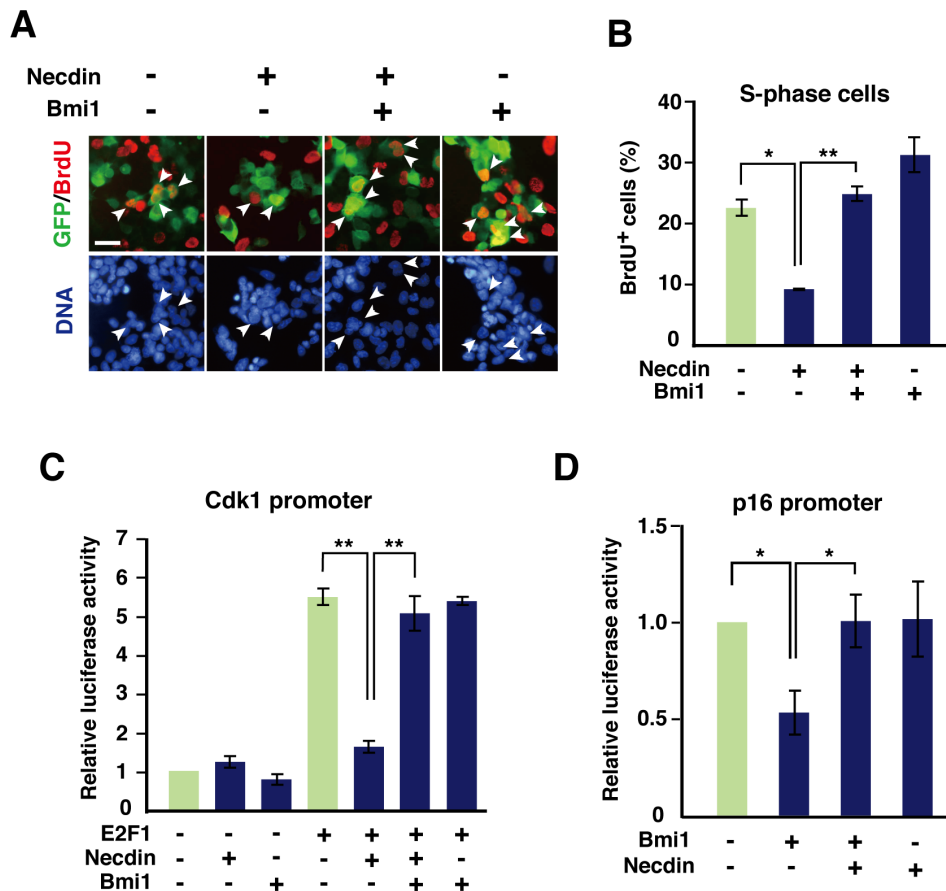 A
Necdin - + + -
Bmi1 - - + +
GFP/BrdU
DNA
B
S-phase cells
BrdU+ cells (%)
40
30
20
10
0
* **
Necdin - + + -
Bmi1 - - + +
C
Cdk1 promoter
Relative luciferase activity
7
6
5
4
3
2
1
0
** **
E2F1 - - - + + + +
Necdin - + - - + + -
Bmi1 - - + - - + +
D
p16 promoter
Relative luciferase activity
1.5
1.0
0.5
0
* *
Bmi1 - + + -
Necdin - - + +